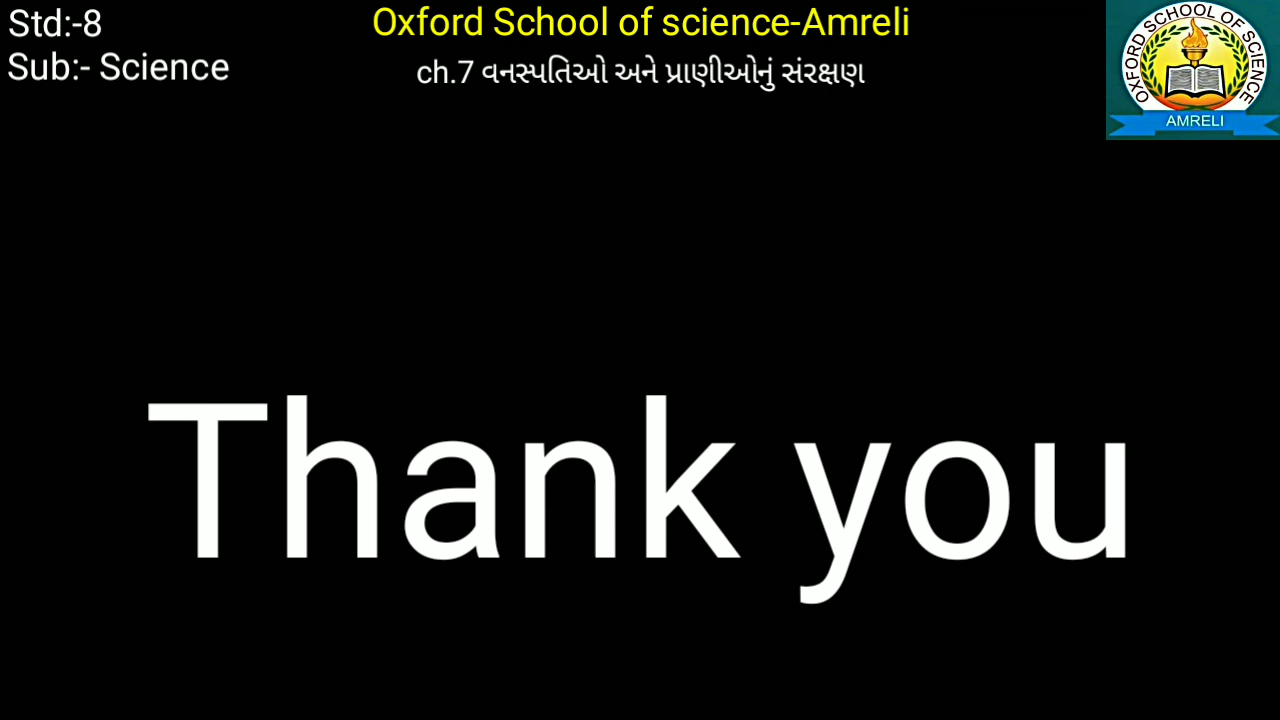 Std:-8
Sub:- Science
Oxford School of science-Amreli
ch.7 વનસ્પતિઓ અને પ્રાણીઓનું સંરક્ષણ
OXFORD SCHOOL OF SCIENCE
AMRELI
Thank you